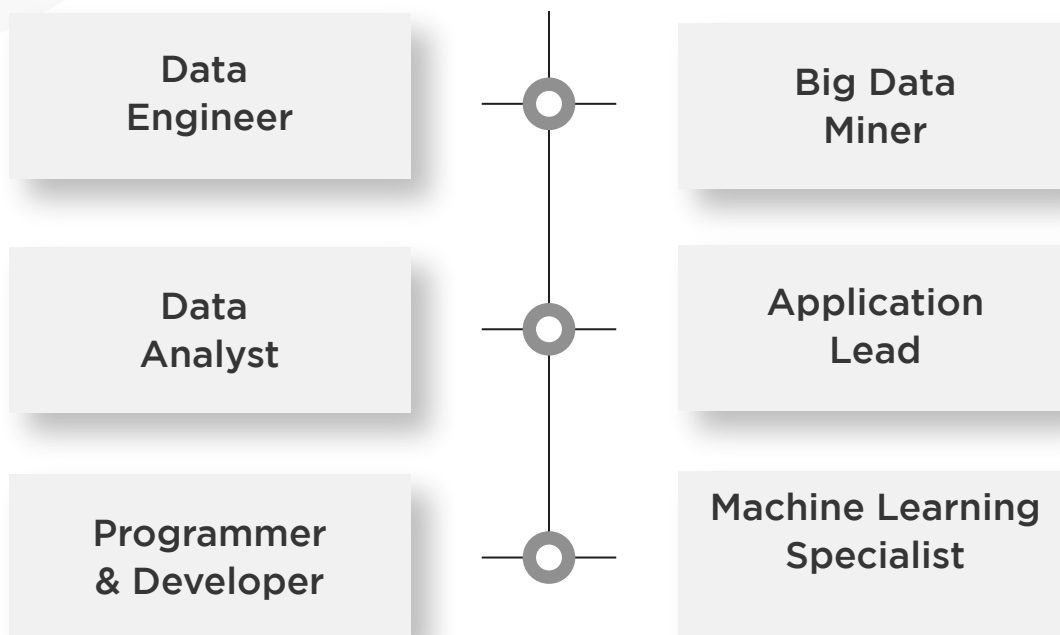 Data
Engineer
Big Data
Miner
Data
Analyst
Application
Lead
Programmer
& Developer
Machine Learning
Specialist